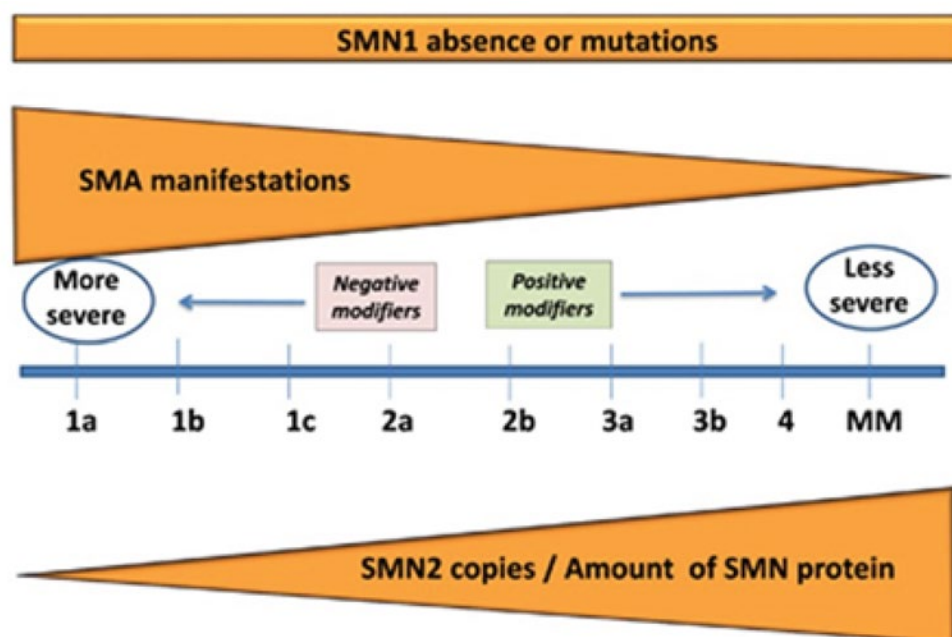 SMN1 absence or mutations
SMA manifestations
More
severe
Negative
modifiers
Positive
modifiers
Less
severe
1a 1b 1c 2a 2b 3a 3b 4 MM
SMN2 copies / Amount of SMN protein